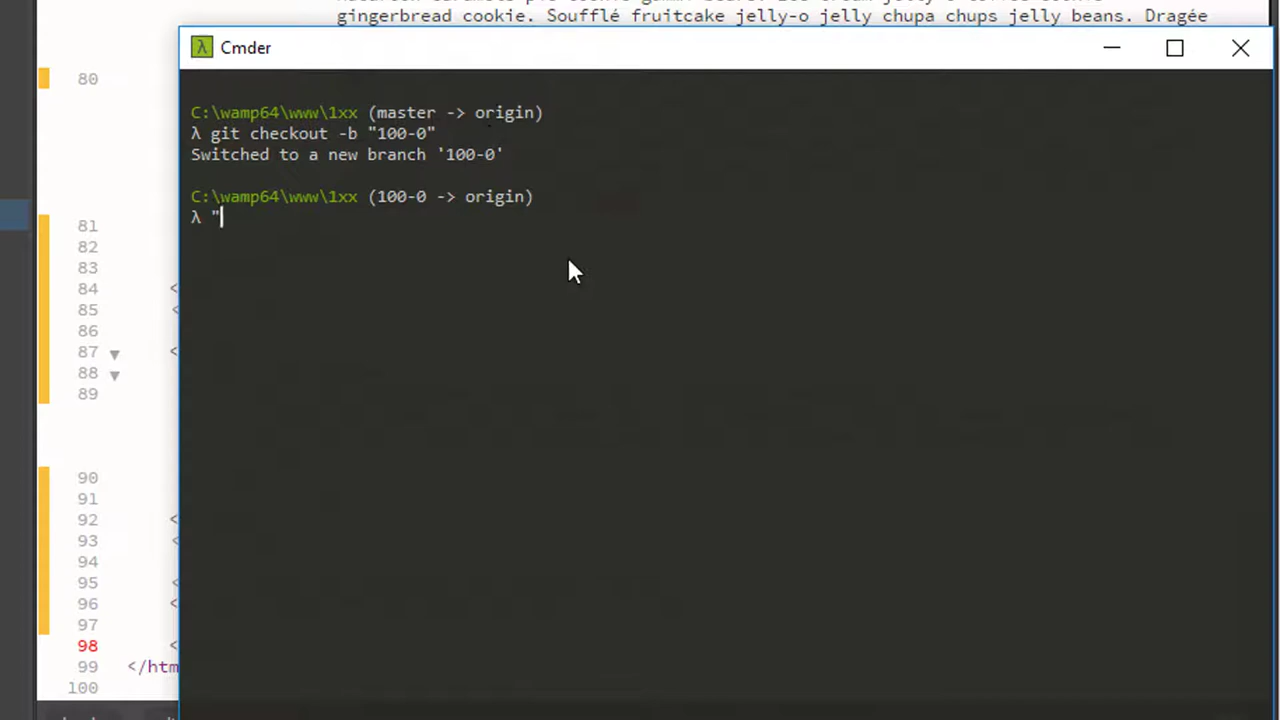 gingerbread cookie. Soufflé fruitcake jelly-o jelly chupa chups jelly beans. Dragée
λ Cmder
80
C:\wamp64\www\1xx (master -> origin)
λ git checkout -b "100-0"
Switched to a new branch '100-0'
C:\wamp64\www\1xx (100-0 -> origin)
λ "
81
82
83
84 <
85 <
86
87 <
88
89
90
91
92 <
93 <
94
95 <
96 <
97
98 <
99 </htm
100